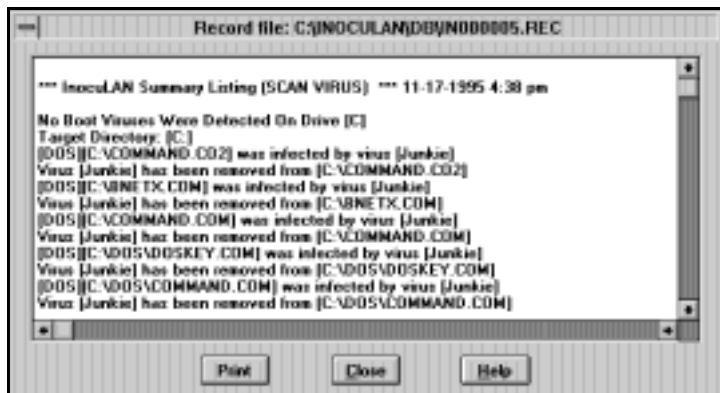 Record file: C:\INOCULAN\DB\IN000005.REC
*** InocuLAN Summary Listing (SCAN VIRUS) *** 11-17-1995 4:38 pm
No Boot Viruses Were Detected On Drive [C]
Target Directory: [C:]
[DOS][C:\COMMAND.CO2] was infected by virus [Junkie]
Virus [Junkie] has been removed from [C:\COMMAND.CO2]
[DOS][C:\BNETX.COM] was infected by virus [Junkie]
Virus [Junkie] has been removed from [C:\BNETX.COM]
[DOS][C:\COMMAND.COM] was infected by virus [Junkie]
Virus [Junkie] has been removed from [C:\COMMAND.COM]
[DOS][C:\DOS\DOSKEY.COM] was infected by virus [Junkie]
Virus [Junkie] has been removed from [C:\DOS\DOSKEY.COM]
[DOS][C:\DOS\COMMAND.COM] was infected by virus [Junkie]
Virus [Junkie] has been removed from [C:\DOS\COMMAND.COM]
Print Close Help